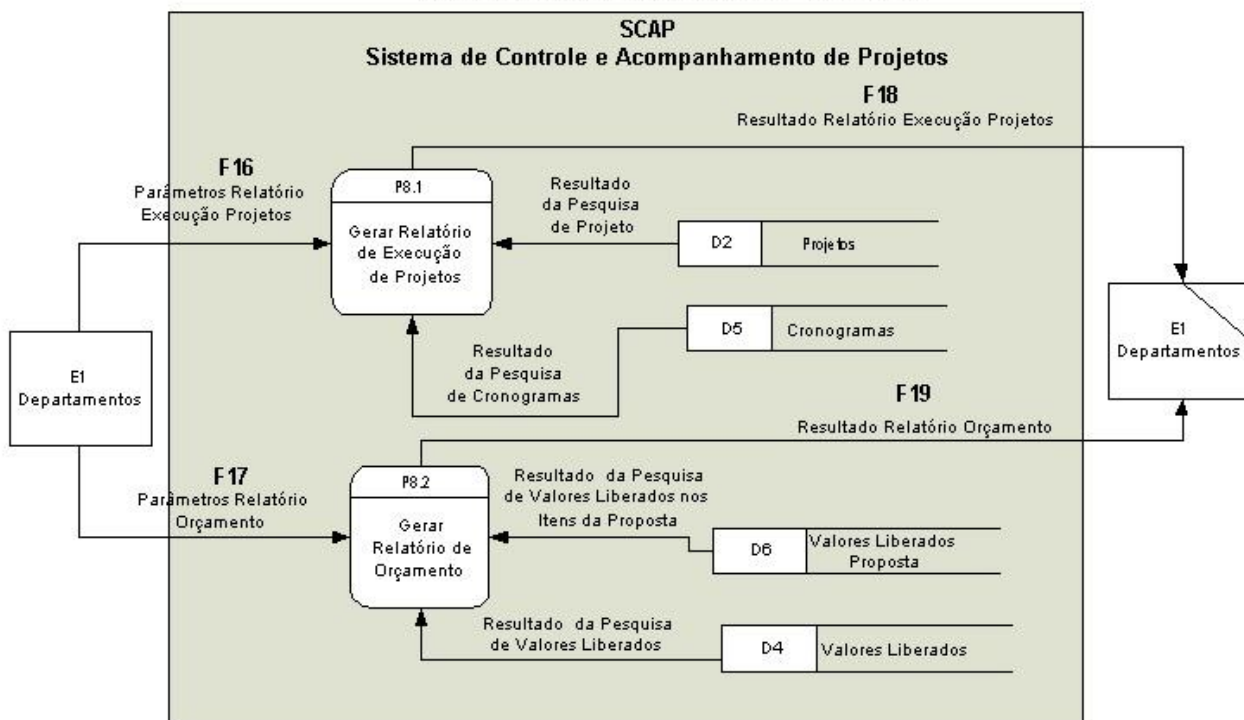 SCAP
Sistema de Controle e Acompanhamento de Projetos
F18
Resultado Relatório Execução Projetos
F16
Parâmetros Relatório
Execução Projetos
P8.1
Gerar Relatório
de Execução
de Projetos
Resultado
da Pesquisa
de Projeto
D2
Projetos
D5
Cronogramas
Resultado
da Pesquisa
de Cronogramas
E1
Departamentos
E1
Departamentos
F19
Resultado Relatório Orçamento
F17
Parâmetros Relatório
Orçamento
P8.2
Gerar
Relatório de
Orçamento
Resultado da Pesquisa
de Valores Liberados nos
Itens da Proposta
D6
Valores Liberados
Proposta
Resultado da Pesquisa
de Valores Liberados
D4
Valores Liberados